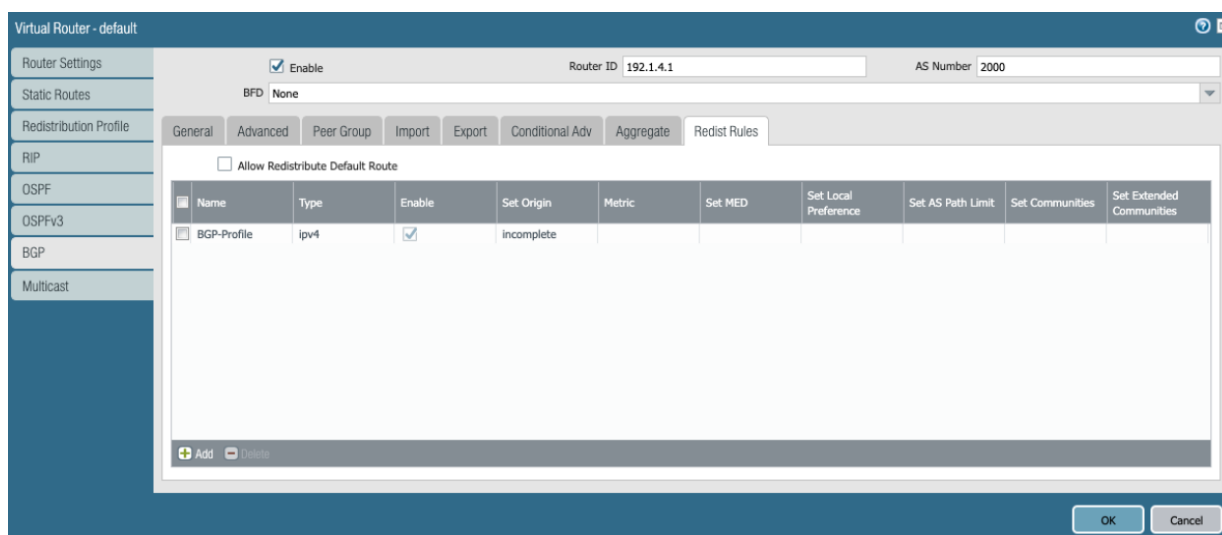 Virtual Router - default
Router Settings
Static Routes
Redistribution Profile
RIP
OSPF
OSPFv3
BGP
Multicast
Enable Router ID 192.1.4.1 AS Number 2000
BFD None
General Advanced Peer Group Import Export Conditional Adv Aggregate Redist Rules
Allow Redistribute Default Route
Name Type Enable Set Origin Metric Set MED Set Local Preference Set AS Path Limit Set Communities Set Extended Communities
BGP-Profile ipv4 incomplete
Add Delete
OK Cancel